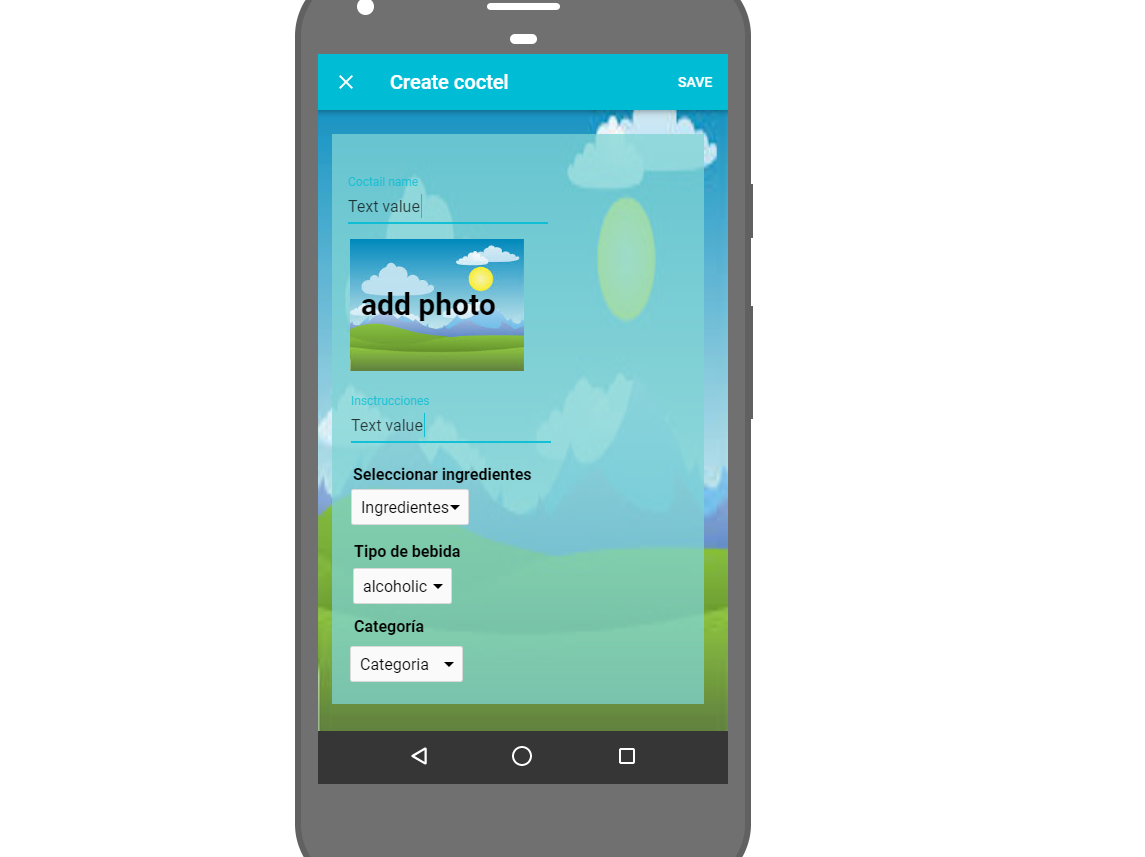 Create coctel
SAVE
Coctail name
Text value
add photo
Insctrucciones
Text value
Seleccionar ingredientes
Ingredientes
Tipo de bebida
alcoholic
Categoría
Categoria